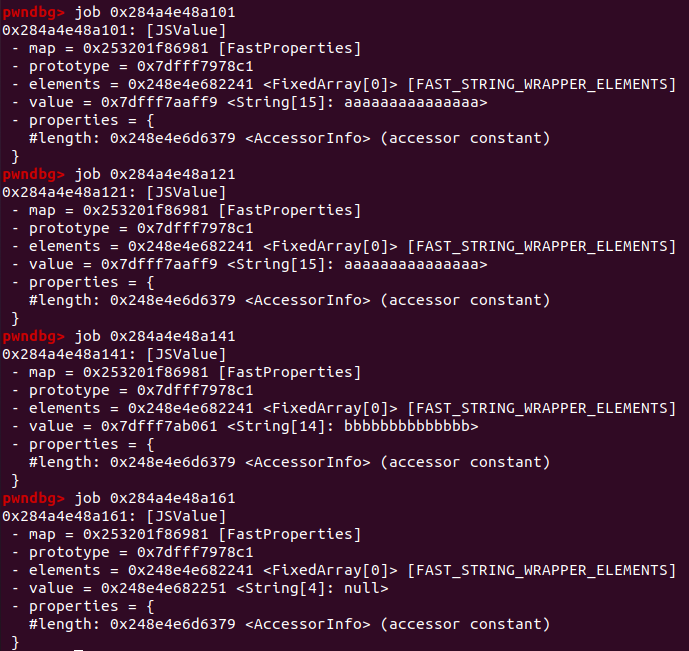 pwndbg> job 0x284a4e48a101
0x284a4e48a101: [JSValue]
 - map = 0x253201f86981 [FastProperties]
 - prototype = 0x7dfff7978c1
 - elements = 0x248e4e682241 <FixedArray[0]> [FAST_STRING_WRAPPER_ELEMENTS]
 - value = 0x7dfff7aaff9 <String[15]: aaaaaaaaaaaaaaa>
 - properties = {
   #length: 0x248e4e6d6379 <AccessorInfo> (accessor constant)
 }
pwndbg> job 0x284a4e48a121
0x284a4e48a121: [JSValue]
 - map = 0x253201f86981 [FastProperties]
 - prototype = 0x7dfff7978c1
 - elements = 0x248e4e682241 <FixedArray[0]> [FAST_STRING_WRAPPER_ELEMENTS]
 - value = 0x7dfff7aaff9 <String[15]: aaaaaaaaaaaaaaa>
 - properties = {
   #length: 0x248e4e6d6379 <AccessorInfo> (accessor constant)
 }
pwndbg> job 0x284a4e48a141
0x284a4e48a141: [JSValue]
 - map = 0x253201f86981 [FastProperties]
 - prototype = 0x7dfff7978c1
 - elements = 0x248e4e682241 <FixedArray[0]> [FAST_STRING_WRAPPER_ELEMENTS]
 - value = 0x7dfff7ab061 <String[14]: bbbbbbbbbbbbbb>
 - properties = {
   #length: 0x248e4e6d6379 <AccessorInfo> (accessor constant)
 }
pwndbg> job 0x284a4e48a161
0x284a4e48a161: [JSValue]
 - map = 0x253201f86981 [FastProperties]
 - prototype = 0x7dfff7978c1
 - elements = 0x248e4e682241 <FixedArray[0]> [FAST_STRING_WRAPPER_ELEMENTS]
 - value = 0x248e4e682251 <String[4]: null>
 - properties = {
   #length: 0x248e4e6d6379 <AccessorInfo> (accessor constant)
 }